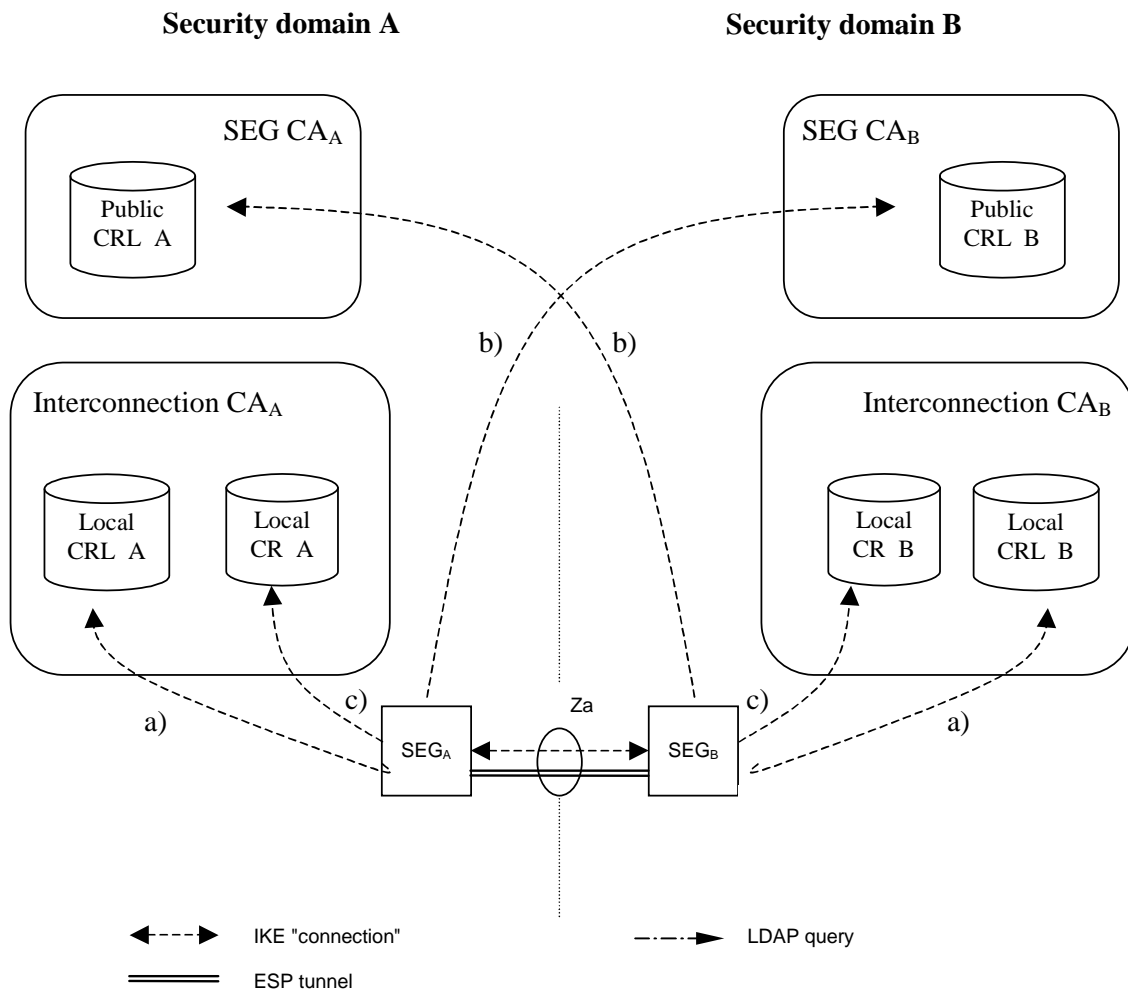 Security domain A
Security domain B
SEG CAA
SEG CAB
Public
CRL A
Public
CRL B
b)
b)
Interconnection CAA
Interconnection CAB
Local
CRL A
Local
CR A
Local
CR B
Local
CRL B
a)
c)
Za
c)
a)
SEGA
SEGB
IKE "connection"
LDAP query
ESP tunnel